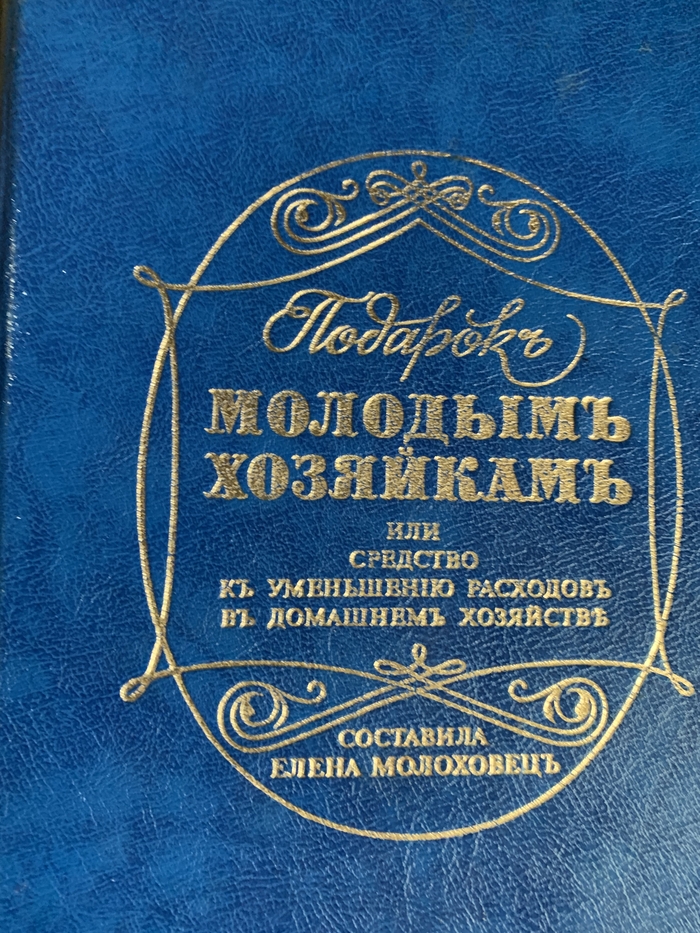 Подарокъ
МОЛОДЫМЪ
ХОЗЯЙКАМЪ
ИЛИ
СРЕДСТВО
КЪ УМЕНЬШЕНІЮ РАСХОДОВЪ
ВЪ ДОМАШНЕМЪ ХОЗЯЙСТВѢ
СОСТАВИЛА
ЕЛЕНА МОЛОХОВЕЦЪ